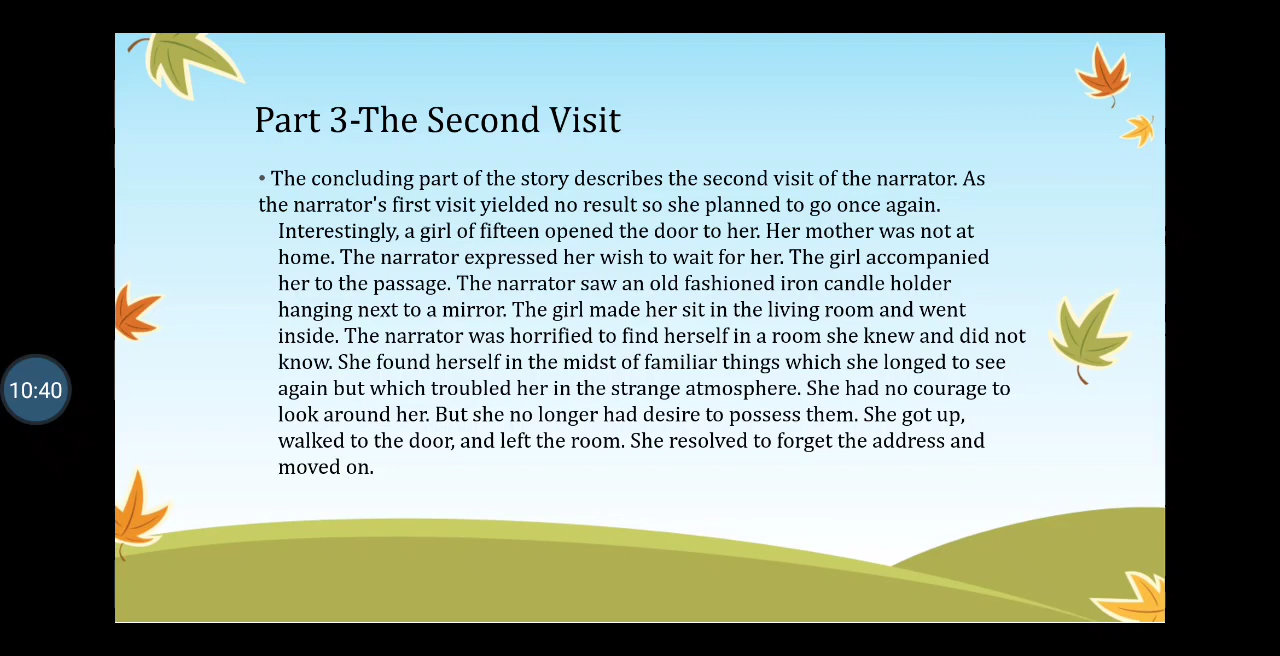 Part 3-The Second Visit
• The concluding part of the story describes the second visit of the narrator. As
the narrator's first visit yielded no result so she planned to go once again.
Interestingly, a girl of fifteen opened the door to her. Her mother was not at
home. The narrator expressed her wish to wait for her. The girl accompanied
her to the passage. The narrator saw an old fashioned iron candle holder
hanging next to a mirror. The girl made her sit in the living room and went
inside. The narrator was horrified to find herself in a room she knew and did not
know. She found herself in the midst of familiar things which she longed to see
again but which troubled her in the strange atmosphere. She had no courage to
look around her. But she no longer had desire to possess them. She got up,
walked to the door, and left the room. She resolved to forget the address and
moved on.
10:40